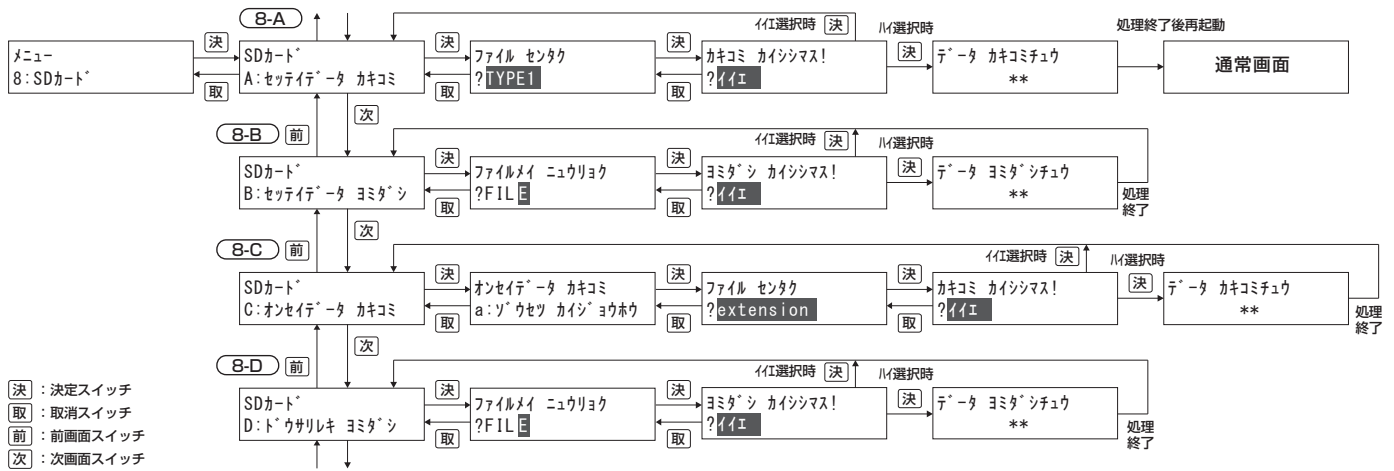 8-A
イイエ選択時 決
ハイ選択時
処理終了後再起動
メニュー
8:SDカード
決
取
SDカード
A:セッテイデータ カキコミ
決
取
ファイル センタク
?TYPE1
決
取
カキコミ カイシシマス!
?イイエ
決
データ カキコミチュウ
**
通常画面
次
8-B 前
イイエ選択時 決
ハイ選択時
SDカード
B:セッテイデータ ヨミダシ
決
取
ファイルメイ ニュウリョク
?FILE
決
取
ヨミダシ カイシシマス!
?イイエ
決
データ ヨミダシチュウ
**
処理
終了
次
8-C 前
イイエ選択時 決
ハイ選択時
SDカード
C:オンセイデータ カキコミ
決
取
オンセイデータ カキコミ
a:ゾウセツ カイジョウホウ
決
取
ファイル センタク
?extension
決
取
カキコミ カイシシマス!
?イイエ
決
データ カキコミチュウ
**
処理
終了
次
8-D 前
イイエ選択時 決
ハイ選択時
SDカード
D:ドウサリレキ ヨミダシ
決
取
ファイルメイ ニュウリョク
?FILE
決
取
ヨミダシ カイシシマス!
?イイエ
決
データ ヨミダシチュウ
**
処理
終了
決 :決定スイッチ
取 :取消スイッチ
前 :前画面スイッチ
次 :次画面スイッチ